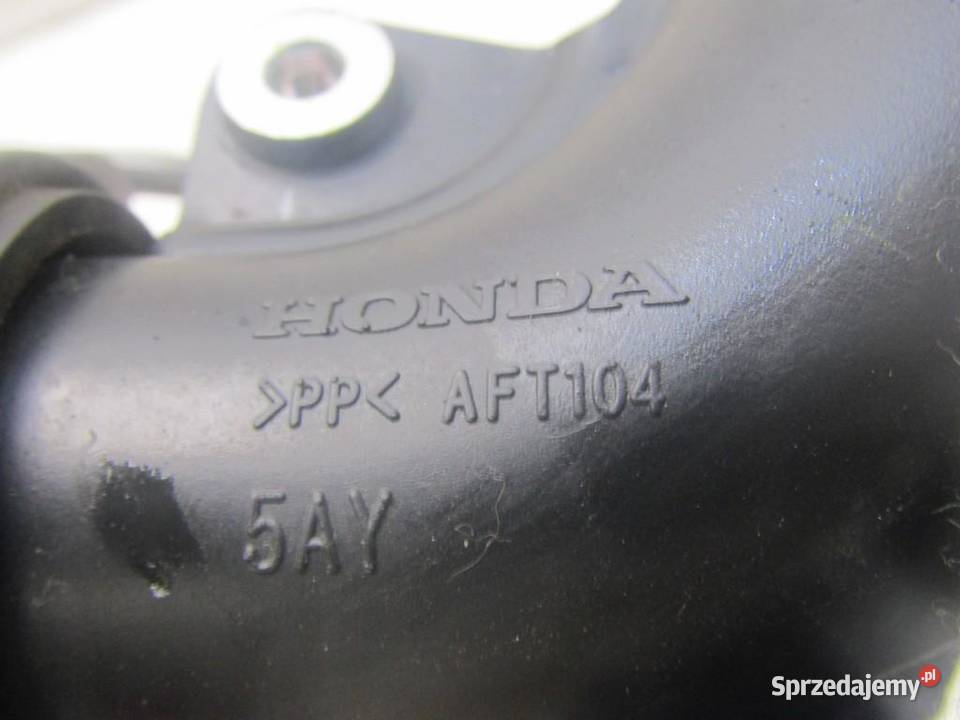 HONDA
>PP< AFT104
5AY
Sprzedajemy.pl